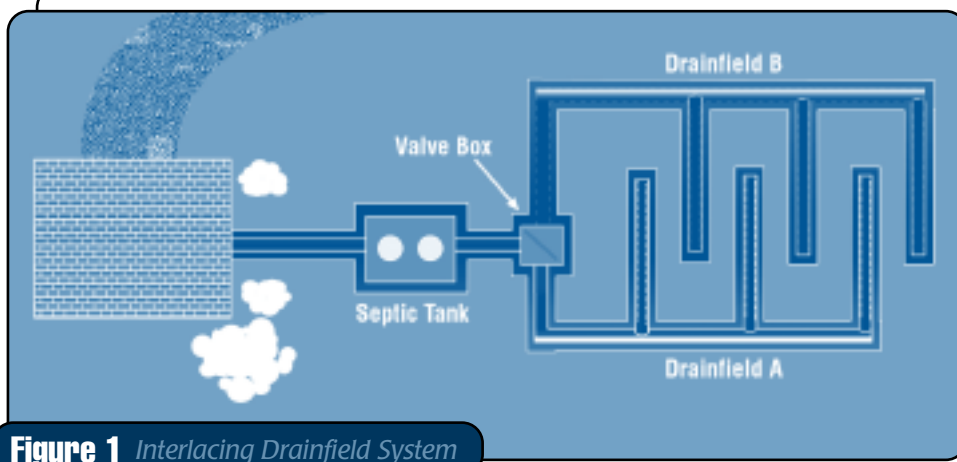 Drainfield B
Valve Box
Septic Tank
Drainfield A
Figure 1 Interlacing Drainfield System